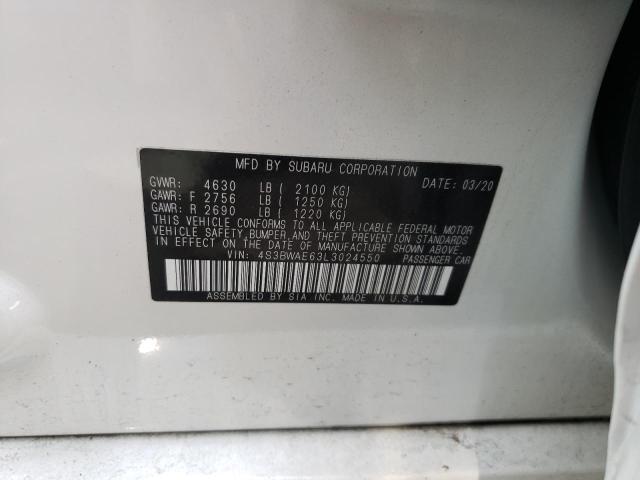 MFD BY SUBARU CORPORATION
GVWR: 4630 LB ( 2100 KG) DATE: 03/20
GAWR: F 2756 LB ( 1250 KG)
GAWR: R 2690 LB ( 1220 KG)
THIS VEHICLE CONFORMS TO ALL APPLICABLE FEDERAL MOTOR
VEHICLE SAFETY, BUMPER, AND THEFT PREVENTION STANDARDS
IN EFFECT ON THE DATE OF MANUFACTURE SHOWN ABOVE.
VIN: 4S3BWAE63L3024550 PASSENGER CAR
ASSEMBLED BY SIA INC. MADE IN U.S.A.